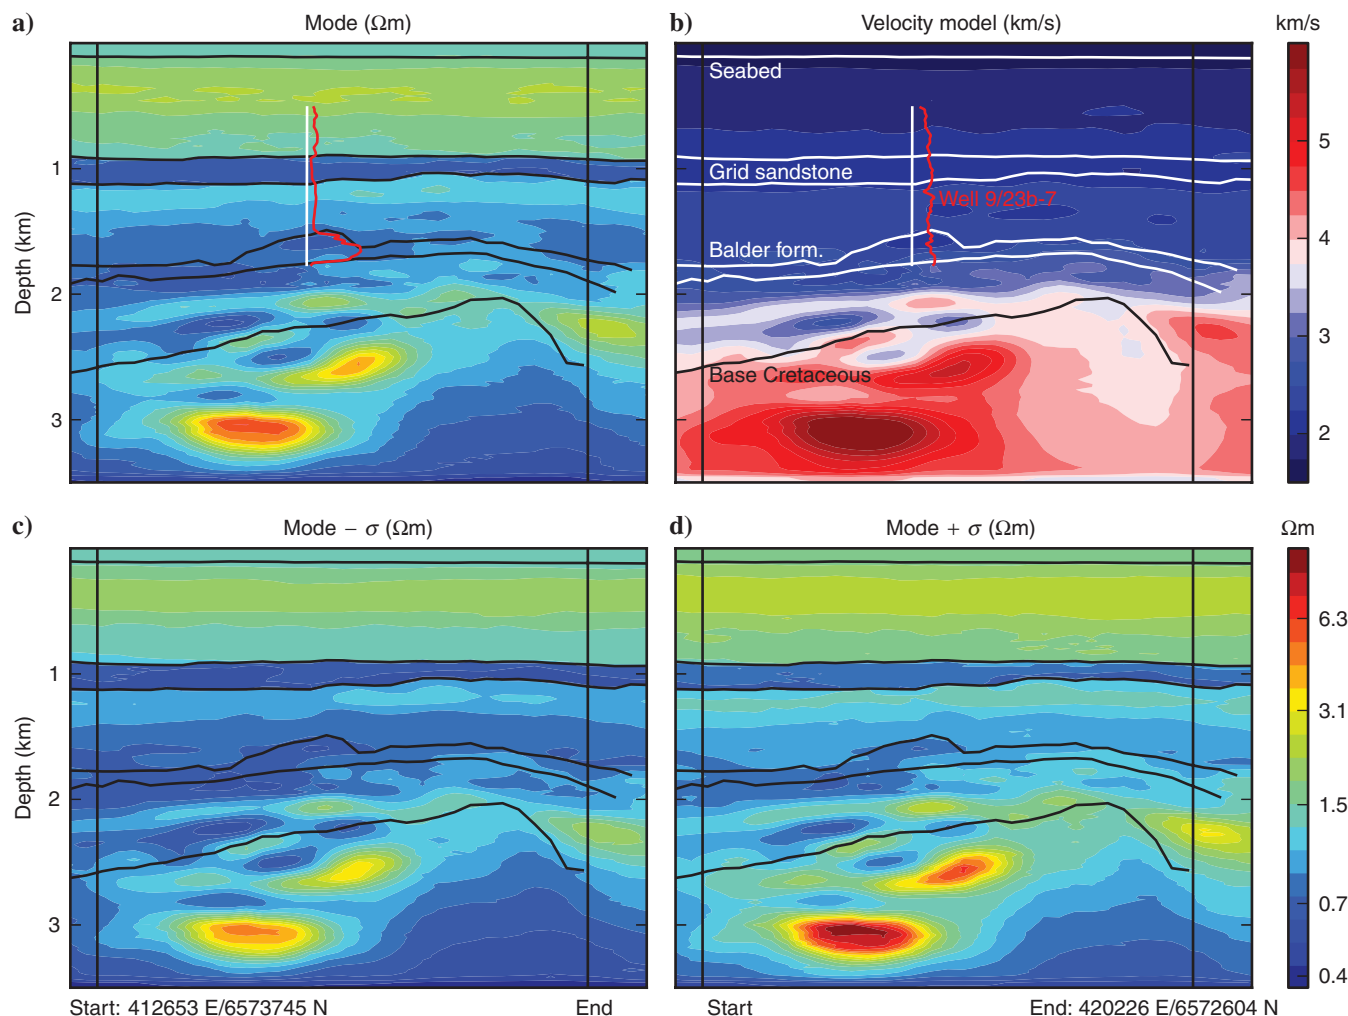 a) Mode (Ωm)
b) Velocity model (km/s)
km/s
Seabed
Grid sandstone
Well 9/23b-7
Balder form.
Base Cretaceous
Depth (km)
1
2
3
5
4
3
2
c) Mode − σ (Ωm)
d) Mode + σ (Ωm)
Ωm
Depth (km)
1
2
3
6.3
3.1
1.5
0.7
0.4
Start: 412653 E/6573745 N
End
Start
End: 420226 E/6572604 N